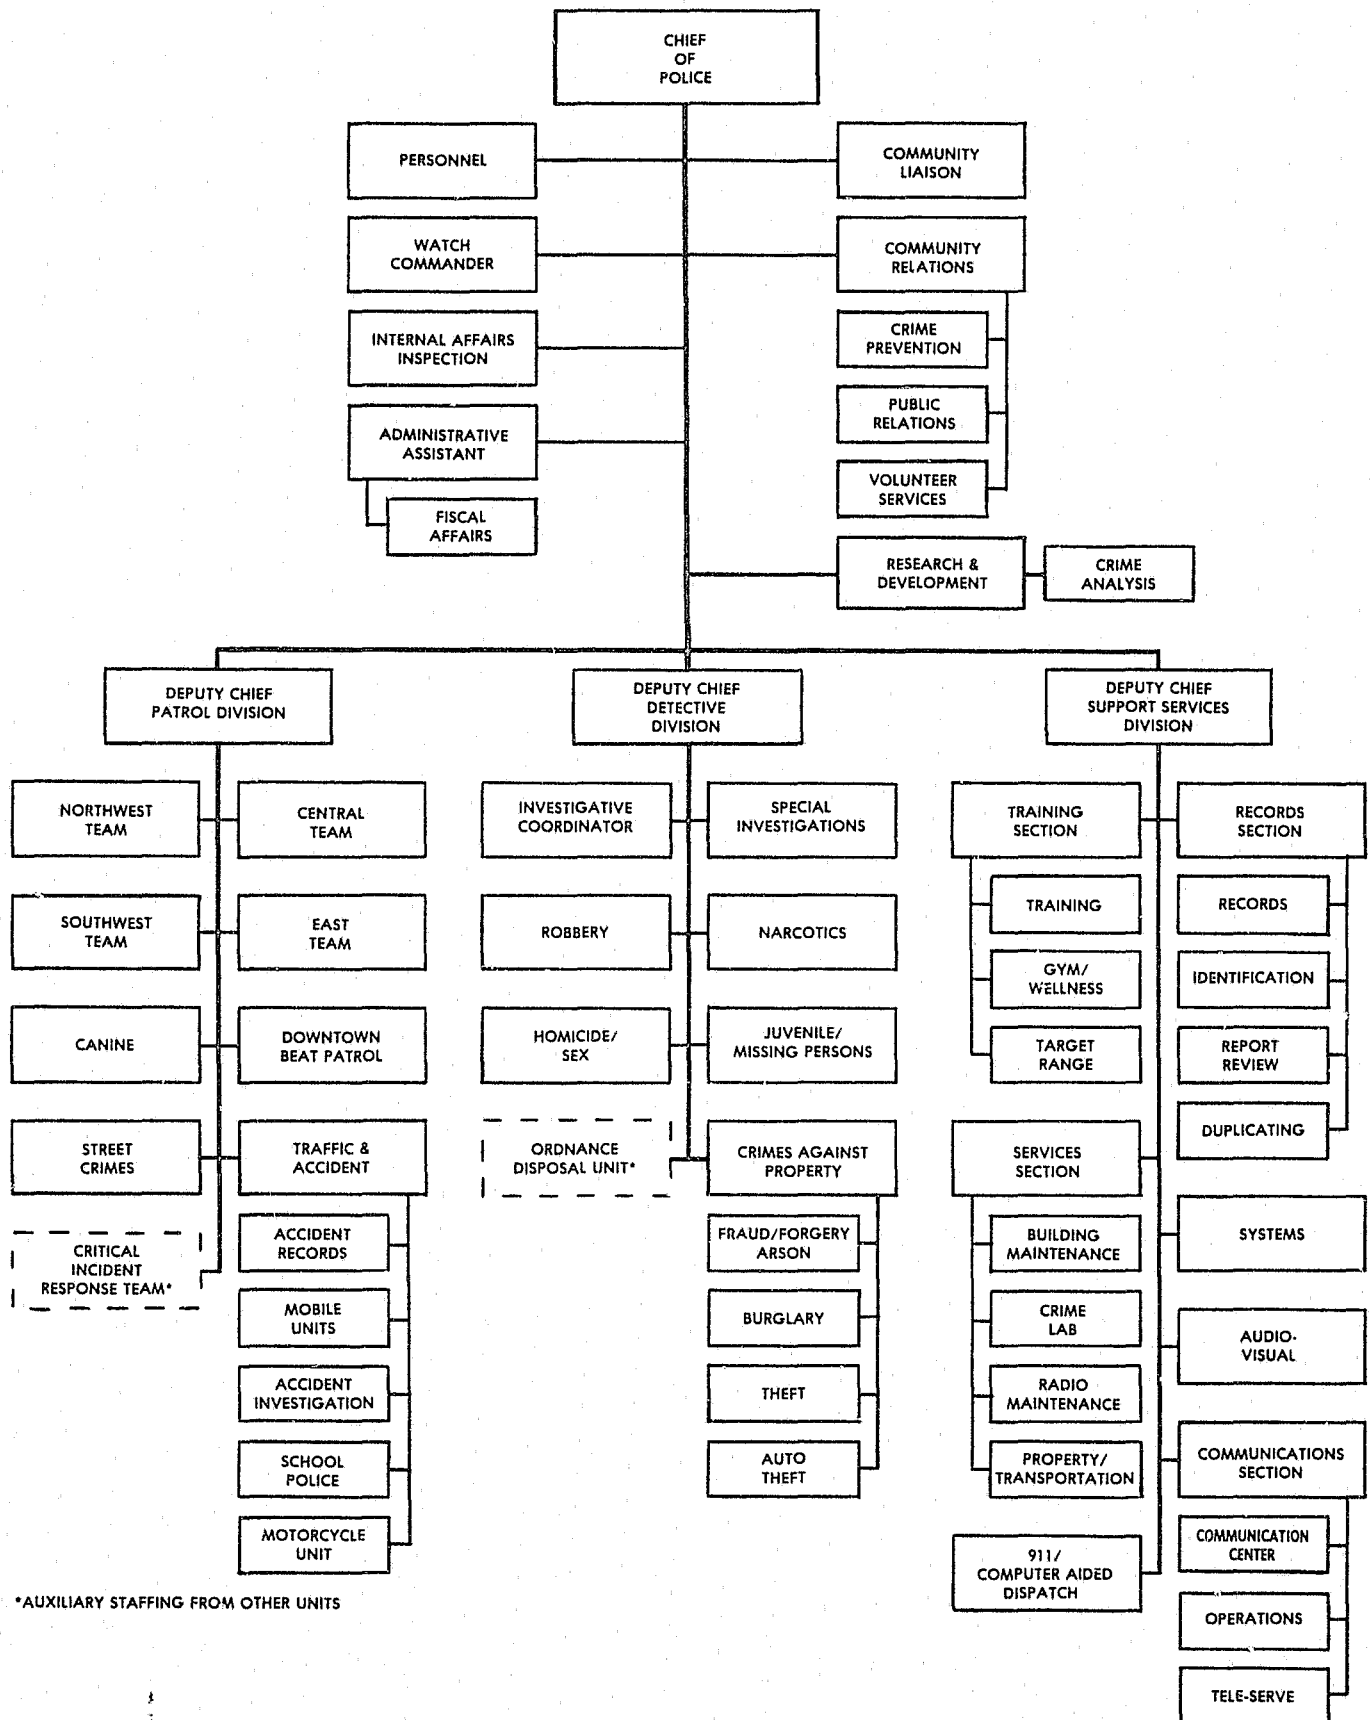 CHIEF
OF
POLICE
PERSONNEL
COMMUNITY
LIAISON
WATCH
COMMANDER
COMMUNITY
RELATIONS
INTERNAL AFFAIRS
INSPECTION
CRIME
PREVENTION
ADMINISTRATIVE
ASSISTANT
PUBLIC
RELATIONS
VOLUNTEER
SERVICES
FISCAL
AFFAIRS
RESEARCH &
DEVELOPMENT
CRIME
ANALYSIS
DEPUTY CHIEF
PATROL DIVISION
DEPUTY CHIEF
DETECTIVE
DIVISION
DEPUTY CHIEF
SUPPORT SERVICES
DIVISION
NORTHWEST
TEAM
CENTRAL
TEAM
SOUTHWEST
TEAM
EAST
TEAM
CANINE
DOWNTOWN
BEAT PATROL
STREET
CRIMES
TRAFFIC &
ACCIDENT
CRITICAL
INCIDENT
RESPONSE TEAM*
ACCIDENT
RECORDS
MOBILE
UNITS
ACCIDENT
INVESTIGATION
SCHOOL
POLICE
MOTORCYCLE
UNIT
INVESTIGATIVE
COORDINATOR
SPECIAL
INVESTIGATIONS
ROBBERY
NARCOTICS
HOMICIDE/
SEX
JUVENILE/
MISSING PERSONS
ORDNANCE
DISPOSAL UNIT*
CRIMES AGAINST
PROPERTY
FRAUD/FORGERY
ARSON
BURGLARY
THEFT
AUTO
THEFT
TRAINING
SECTION
TRAINING
GYM/
WELLNESS
TARGET
RANGE
SERVICES
SECTION
BUILDING
MAINTENANCE
CRIME
LAB
RADIO
MAINTENANCE
PROPERTY/
TRANSPORTATION
911/
COMPUTER AIDED
DISPATCH
RECORDS
SECTION
RECORDS
IDENTIFICATION
REPORT
REVIEW
DUPLICATING
SYSTEMS
AUDIO-
VISUAL
COMMUNICATIONS
SECTION
COMMUNICATION
CENTER
OPERATIONS
TELE-SERVE
*AUXILIARY STAFFING FROM OTHER UNITS